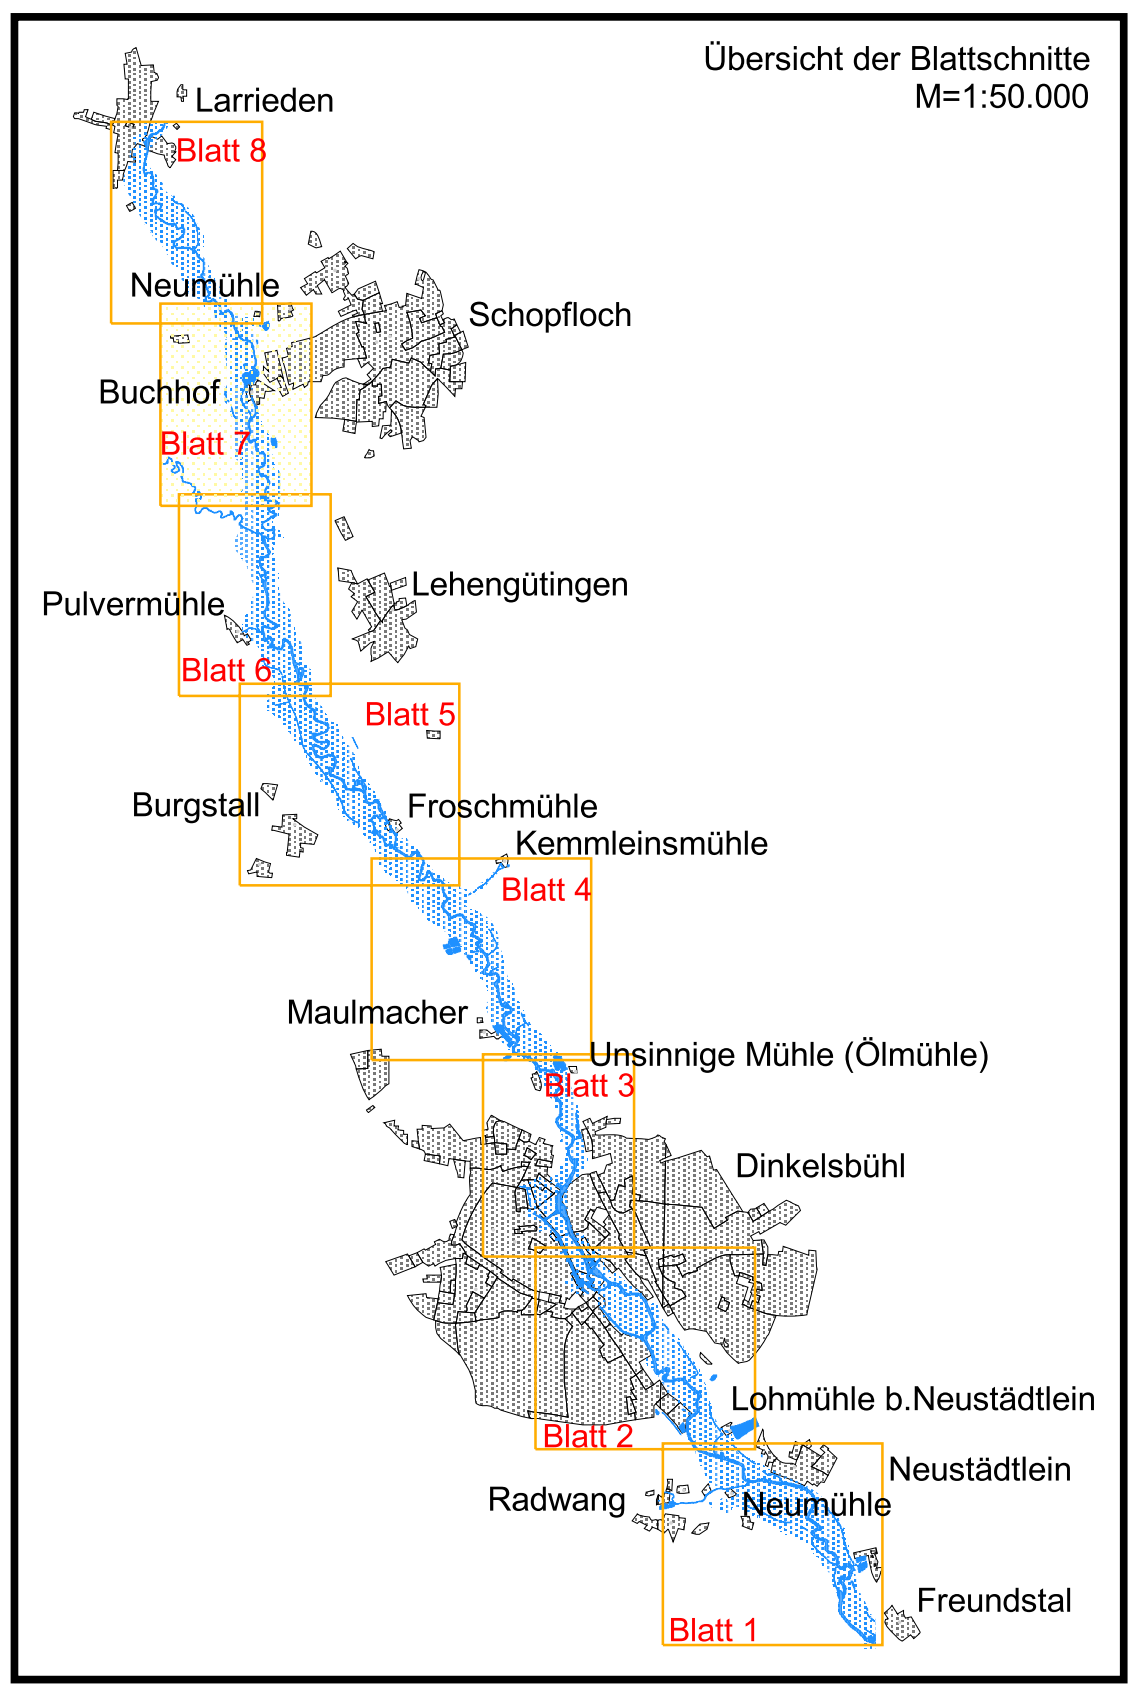 Übersicht der Blattschnitte
M=1:50.000
Larrieden
Blatt 8
Neumühle
Schopfloch
Buchhof
Blatt 7
Lehengütingen
Pulvermühle
Blatt 6
Blatt 5
Burgstall
Froschmühle
Kemmleinsmühle
Blatt 4
Maulmacher
Unsinnige Mühle (Ölmühle)
Blatt 3
Dinkelsbühl
Lohmühle b.Neustädtlein
Blatt 2
Neustädtlein
Radwang
Neumühle
Freundstal
Blatt 1